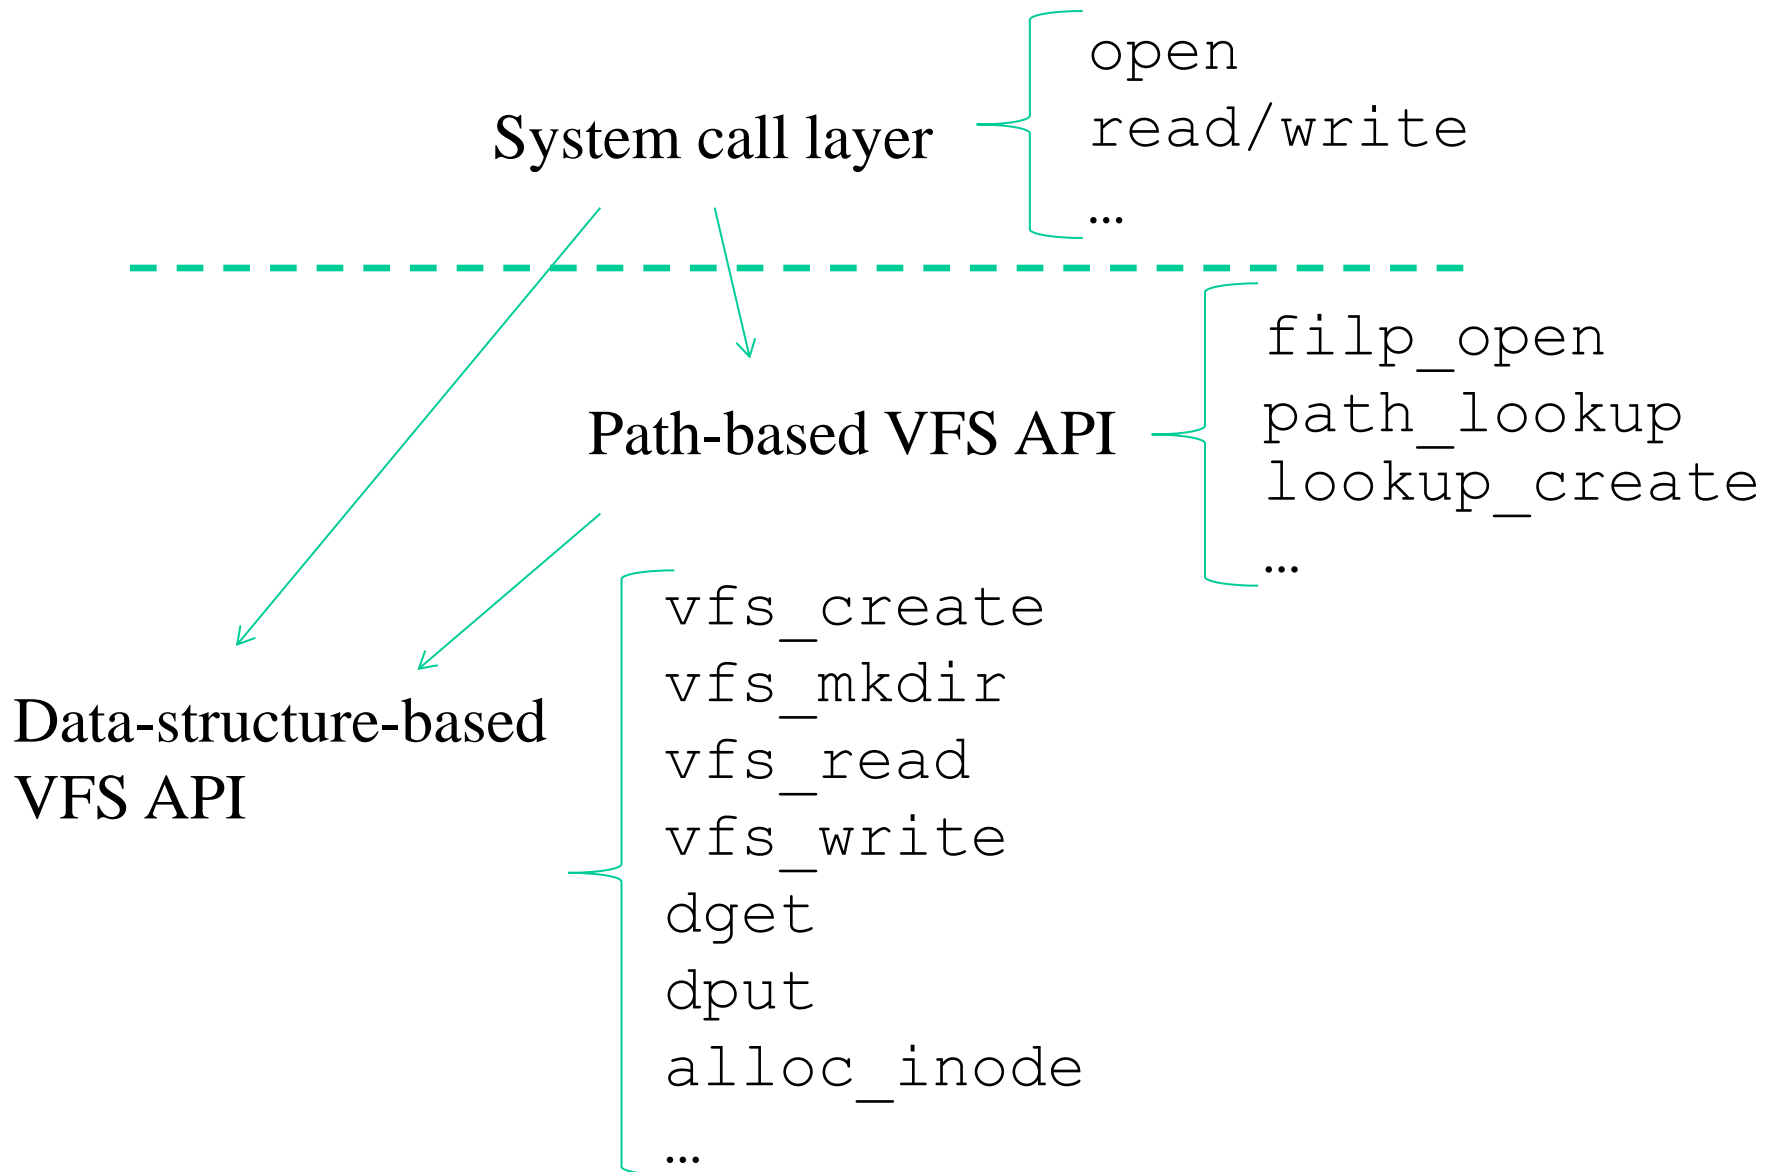 System call layer
open
read/write
…
Path-based VFS API
filp_open
path_lookup
lookup_create
…
Data-structure-based
VFS API
vfs_create
vfs_mkdir
vfs_read
vfs_write
dget
dput
alloc_inode
…